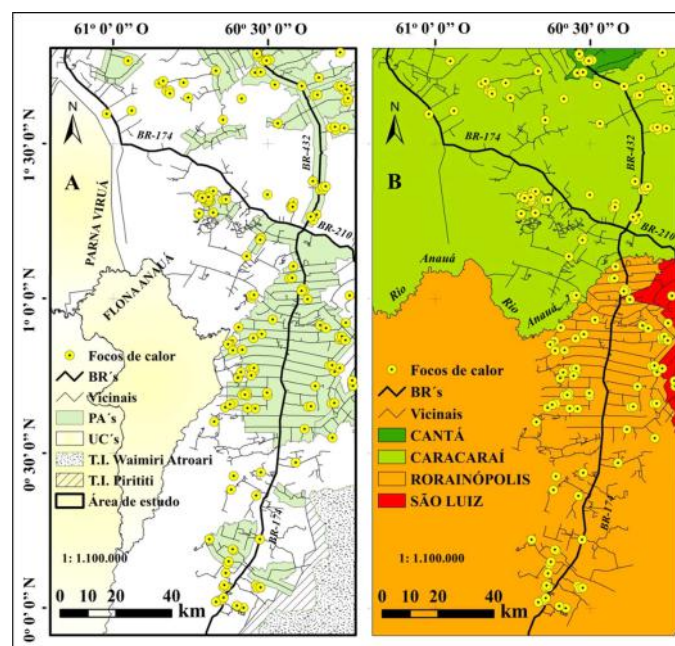 61° 0' 0" O
60° 30' 0" O
61° 0' 0" O
60° 30' 0" O
1° 30' 0" N
1° 0' 0" N
0° 30' 0" N
0° 0' 0" N
N
A
BR-174
BR-432
BR-210
PARNA VIRUÁ
FLONA ANAUÁ
BR-174
Focos de calor
BR´s
Vicinais
PA´s
UC´s
T.I. Waimiri Atroari
T.I. Pirititi
Área de estudo
1: 1.100.000
0 20 40
km
N
B
BR-174
BR-432
BR-210
Rio Anauá
Rio Anauá
BR-174
Focos de calor
BR´s
Vicinais
CANTÁ
CARACARAÍ
RORAINÓPOLIS
SÃO LUIZ
1: 1.100.000
0 20 40
km